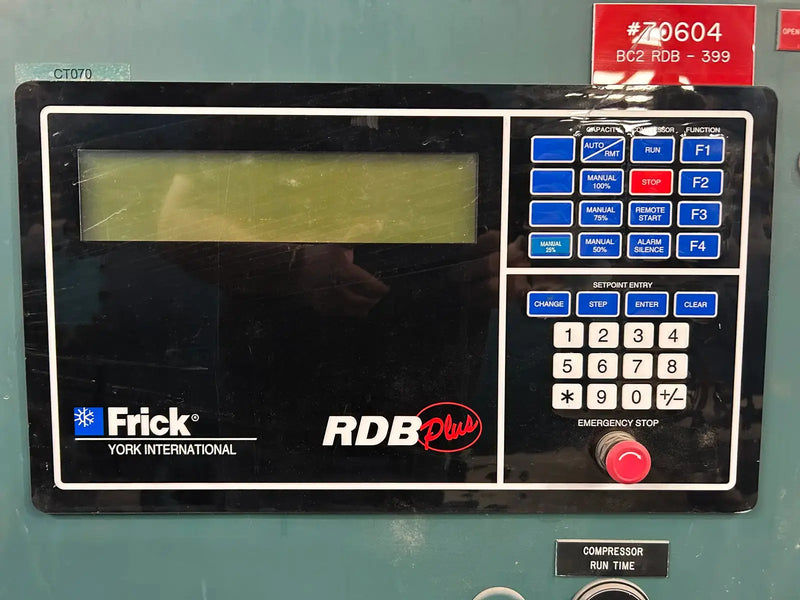 #70604
BC2 RDB - 399
OPEN
CT070
CAPACITY COMPRESSOR FUNCTION
AUTO/RMT RUN F1
MANUAL 100% STOP F2
MANUAL 75% REMOTE START F3
MANUAL 25% MANUAL 50% ALARM SILENCE F4
SETPOINT ENTRY
CHANGE STEP ENTER CLEAR
1 2 3 4
5 6 7 8
* 9 0 +/−
EMERGENCY STOP
Frick®
YORK INTERNATIONAL
RDB Plus
COMPRESSOR
RUN TIME